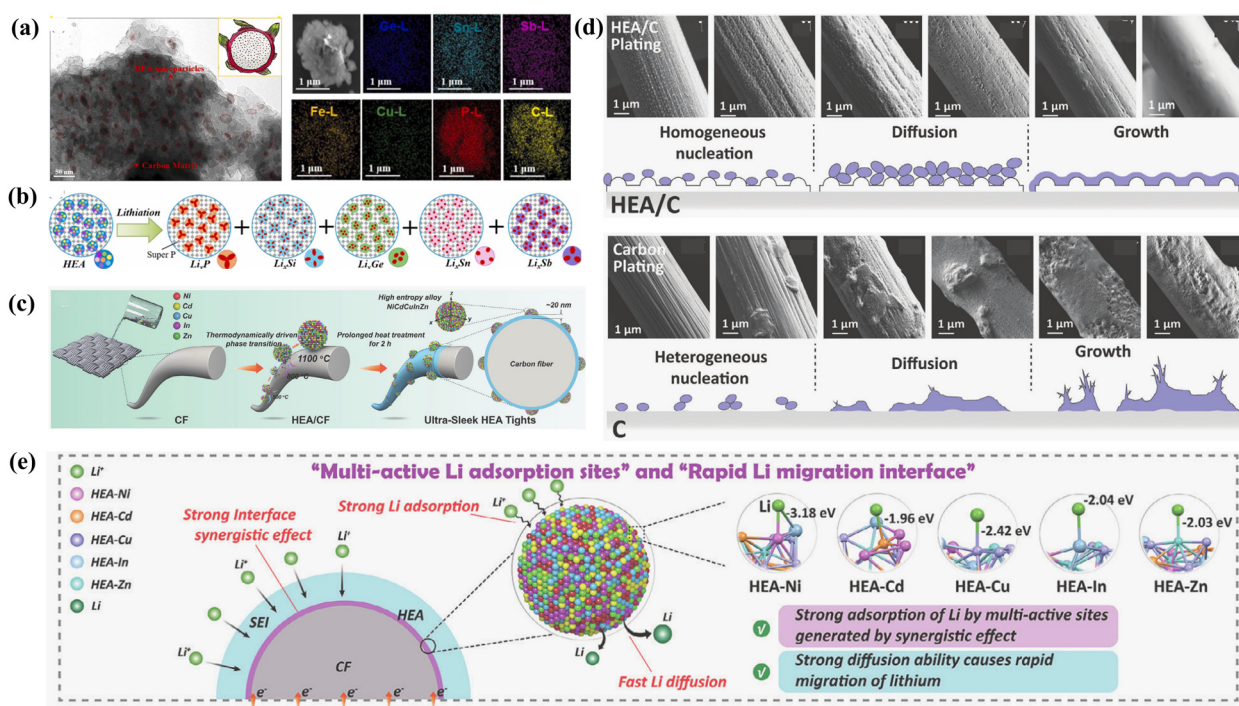 (a)
HEA nanoparticles
Carbon Matrix
50 nm
1 μm
Ge-L
1 μm
Sn-L
1 μm
Sb-L
1 μm
Fe-L
1 μm
Cu-L
1 μm
P-L
1 μm
C-L
1 μm
(b)
Lithiation
Super P
HEA
LiₓP
LiₓSi
LiₓGe
LiₓSn
LiₓSb
+
+
+
+
(c)
Ni
Cd
Cu
In
Zn
CF
Thermodynamically driven
phase transition
1100 °C
HEA/CF
Prolonged heat treatment
for 2 h
High entropy alloy
NiCdCuInZn
z
x
y
~20 nm
Carbon fiber
Ultra-Sleek HEA Tights
(d)
HEA/C
Plating
1 μm
1 μm
1 μm
1 μm
1 μm
1 μm
Homogeneous
nucleation
Diffusion
Growth
HEA/C
Carbon
Plating
1 μm
1 μm
1 μm
1 μm
1 μm
1 μm
Heterogeneous
nucleation
Diffusion
Growth
C
(e)
“Multi-active Li adsorption sites” and “Rapid Li migration interface”
Li⁺
HEA-Ni
HEA-Cd
HEA-Cu
HEA-In
HEA-Zn
Li
Strong Interface
synergistic effect
Li⁺
Li⁺
Li⁺
Li⁺
Li⁺
SEI
HEA
CF
e⁻ e⁻ e⁻ e⁻ e⁻
Strong Li adsorption
Li⁺
Li⁺
Li
Li
Fast Li diffusion
Li
-3.18 eV
-1.96 eV
-2.42 eV
-2.04 eV
-2.03 eV
HEA-Ni
HEA-Cd
HEA-Cu
HEA-In
HEA-Zn
√
Strong adsorption of Li by multi-active sites
generated by synergistic effect
√
Strong diffusion ability causes rapid
migration of lithium